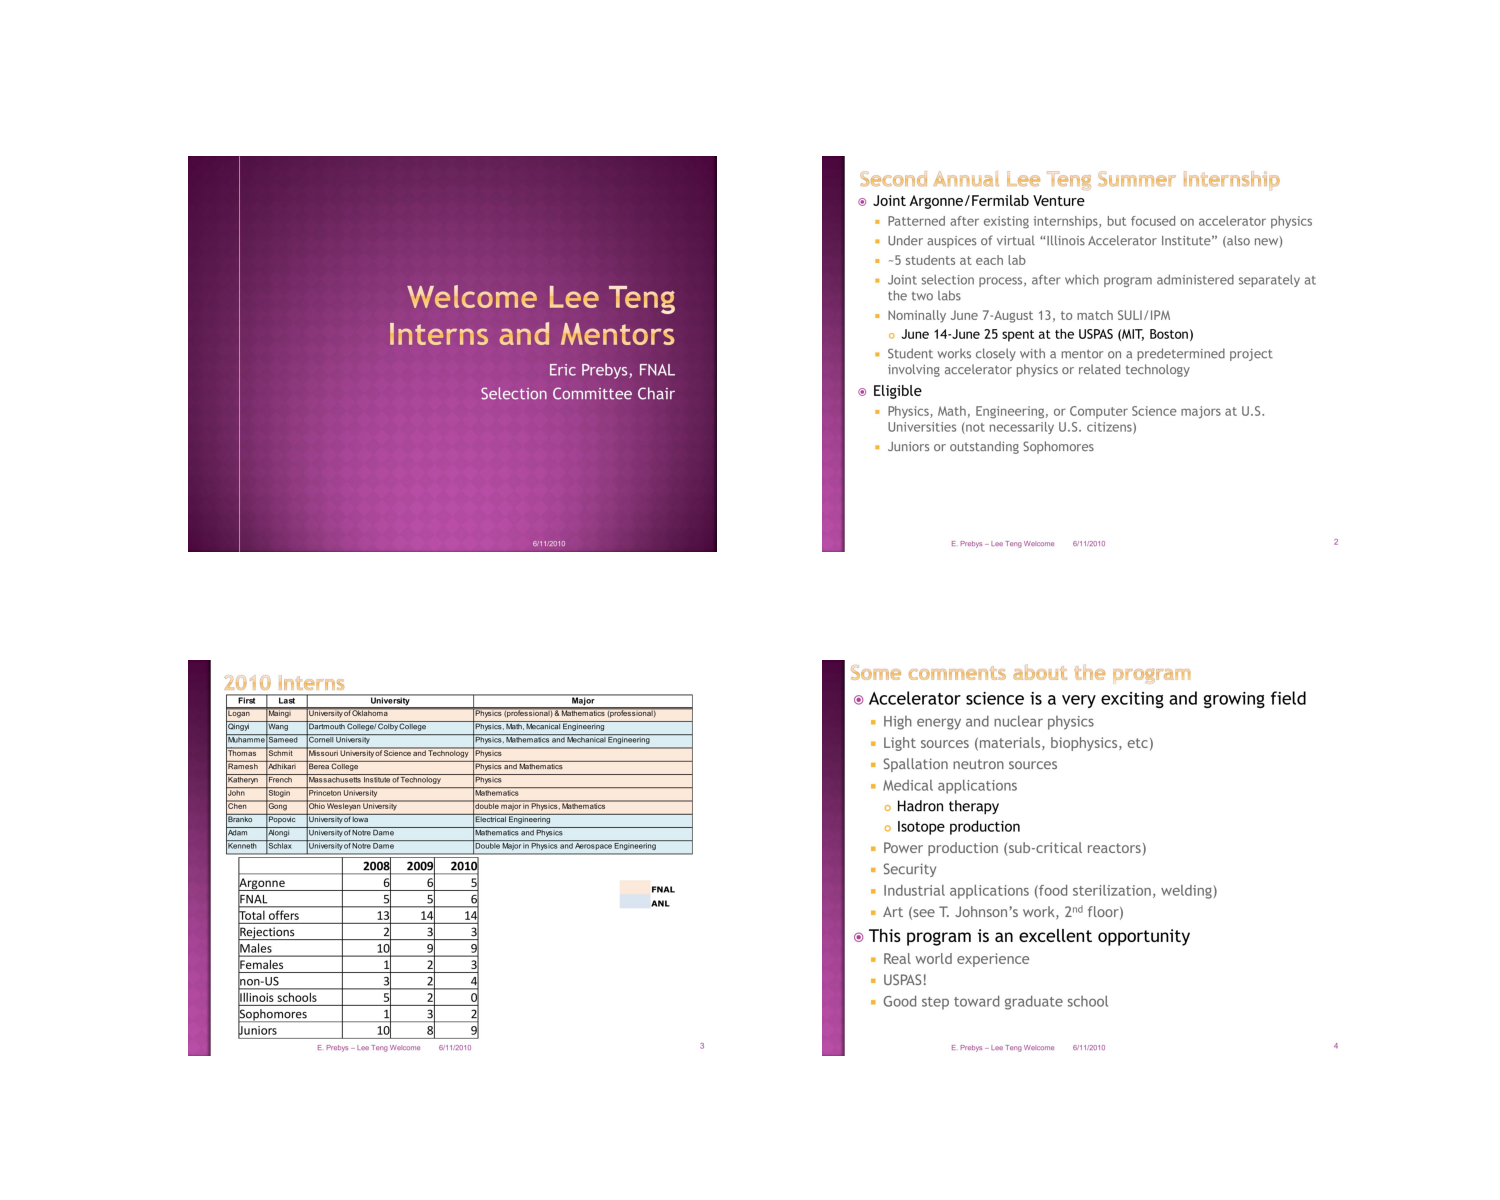 Welcome Lee Teng
Interns and Mentors
Eric Prebys, FNAL
Selection Committee Chair
6/11/2010
Second Annual Lee Teng Summer Internship
Joint Argonne/Fermilab Venture
Patterned after existing internships, but focused on accelerator physics
Under auspices of virtual “Illinois Accelerator Institute” (also new)
~5 students at each lab
Joint selection process, after which program administered separately at
the two labs
Nominally June 7-August 13, to match SULI/IPM
June 14-June 25 spent at the USPAS (MIT, Boston)
Student works closely with a mentor on a predetermined project
involving accelerator physics or related technology
Eligible
Physics, Math, Engineering, or Computer Science majors at U.S.
Universities (not necessarily U.S. citizens)
Juniors or outstanding Sophomores
E. Prebys – Lee Teng Welcome 6/11/2010 2
2010 Interns
First Last University Major
Logan Maingi University of Oklahoma Physics (professional) & Mathematics (professional)
Qingyi Wang Dartmouth College/ Colby College Physics, Math, Mecanical Engineering
Muhamme Sameed Cornell University Physics, Mathematics and Mechanical Engineering
Thomas Schmit Missouri University of Science and Technology Physics
Ramesh Adhikari Berea College Physics and Mathematics
Katheryn French Massachusetts Institute of Technology Physics
John Stogin Princeton University Mathematics
Chen Gong Ohio Wesleyan University double major in Physics, Mathematics
Branko Popovic University of Iowa Electrical Engineering
Adam Alongi University of Notre Dame Mathematics and Physics
Kenneth Schlax University of Notre Dame Double Major in Physics and Aerospace Engineering
2008 2009 2010
Argonne 6 6 5
FNAL 5 5 6
Total offers 13 14 14
Rejections 2 3 3
Males 10 9 9
Females 1 2 3
non-US 3 2 4
Illinois schools 5 2 0
Sophomores 1 3 2
Juniors 10 8 9
FNAL
ANL
E. Prebys – Lee Teng Welcome 6/11/2010 3
Some comments about the program
Accelerator science is a very exciting and growing field
High energy and nuclear physics
Light sources (materials, biophysics, etc)
Spallation neutron sources
Medical applications
Hadron therapy
Isotope production
Power production (sub-critical reactors)
Security
Industrial applications (food sterilization, welding)
Art (see T. Johnson’s work, 2nd floor)
This program is an excellent opportunity
Real world experience
USPAS!
Good step toward graduate school
E. Prebys – Lee Teng Welcome 6/11/2010 4